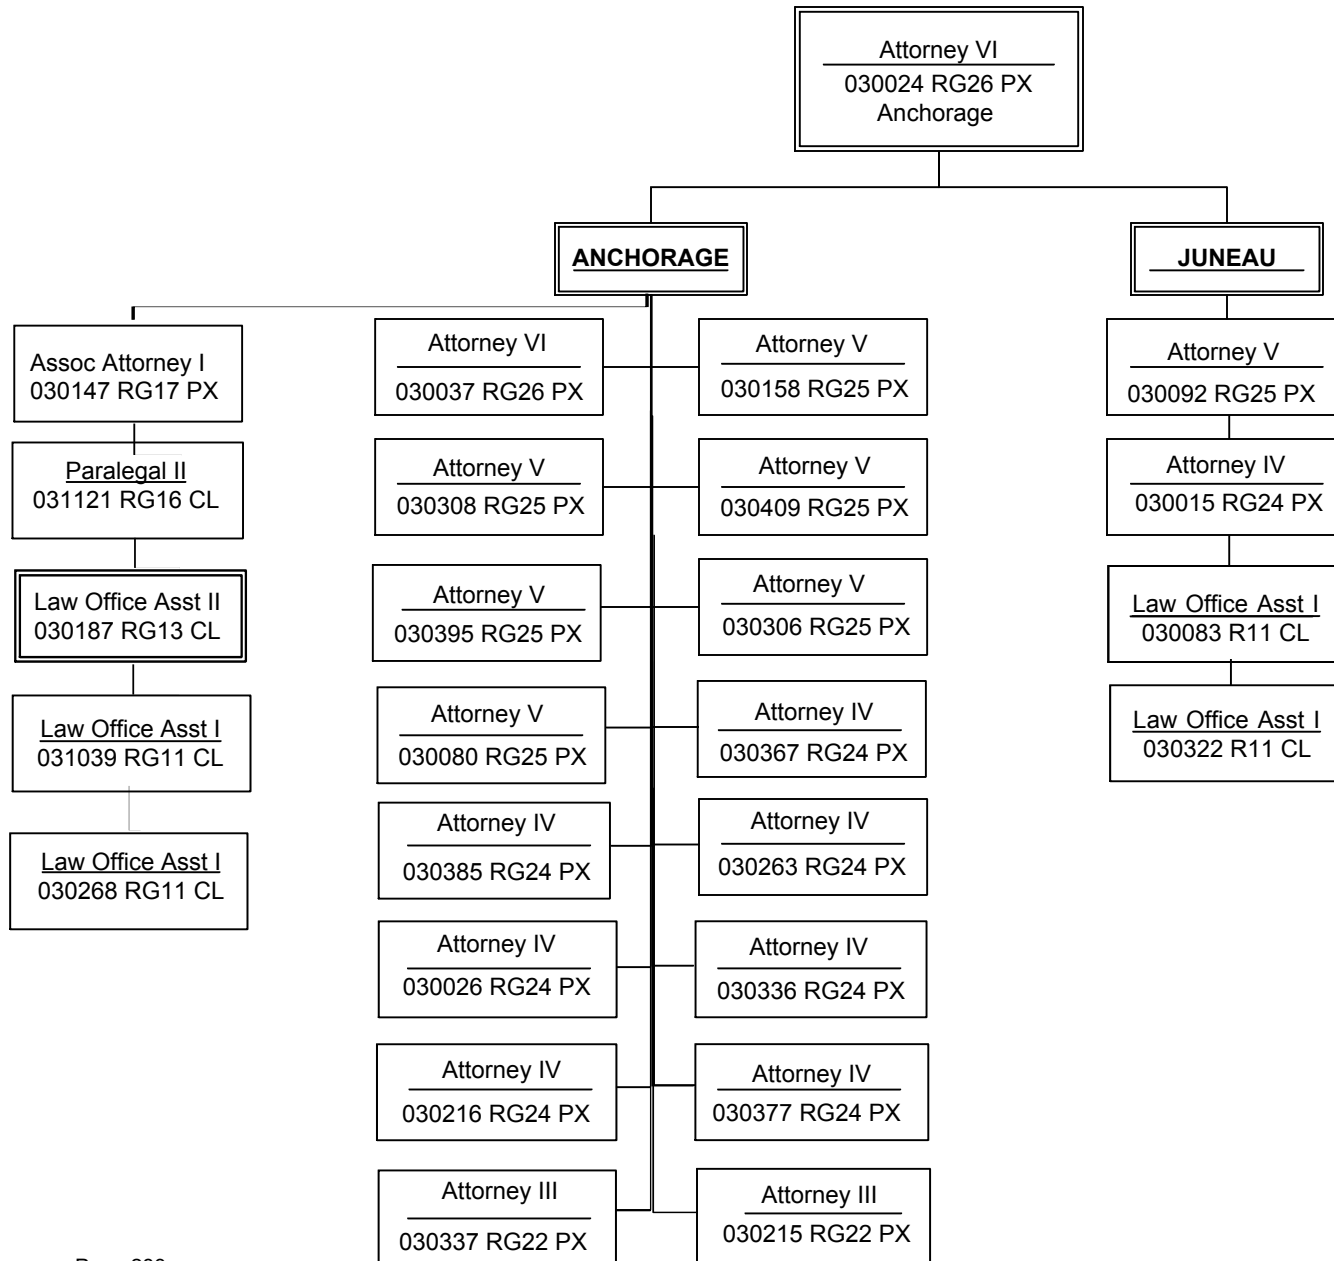 Attorney VI
030024 RG26 PX
Anchorage
ANCHORAGE
JUNEAU
Assoc Attorney I
030147 RG17 PX
Paralegal II
031121 RG16 CL
Law Office Asst II
030187 RG13 CL
Law Office Asst I
031039 RG11 CL
Law Office Asst I
030268 RG11 CL
Attorney VI
030037 RG26 PX
Attorney V
030158 RG25 PX
Attorney V
030308 RG25 PX
Attorney V
030409 RG25 PX
Attorney V
030395 RG25 PX
Attorney V
030306 RG25 PX
Attorney V
030080 RG25 PX
Attorney IV
030367 RG24 PX
Attorney IV
030385 RG24 PX
Attorney IV
030263 RG24 PX
Attorney IV
030026 RG24 PX
Attorney IV
030336 RG24 PX
Attorney IV
030216 RG24 PX
Attorney IV
030377 RG24 PX
Attorney III
030337 RG22 PX
Attorney III
030215 RG22 PX
Attorney V
030092 RG25 PX
Attorney IV
030015 RG24 PX
Law Office Asst I
030083 R11 CL
Law Office Asst I
030322 R11 CL